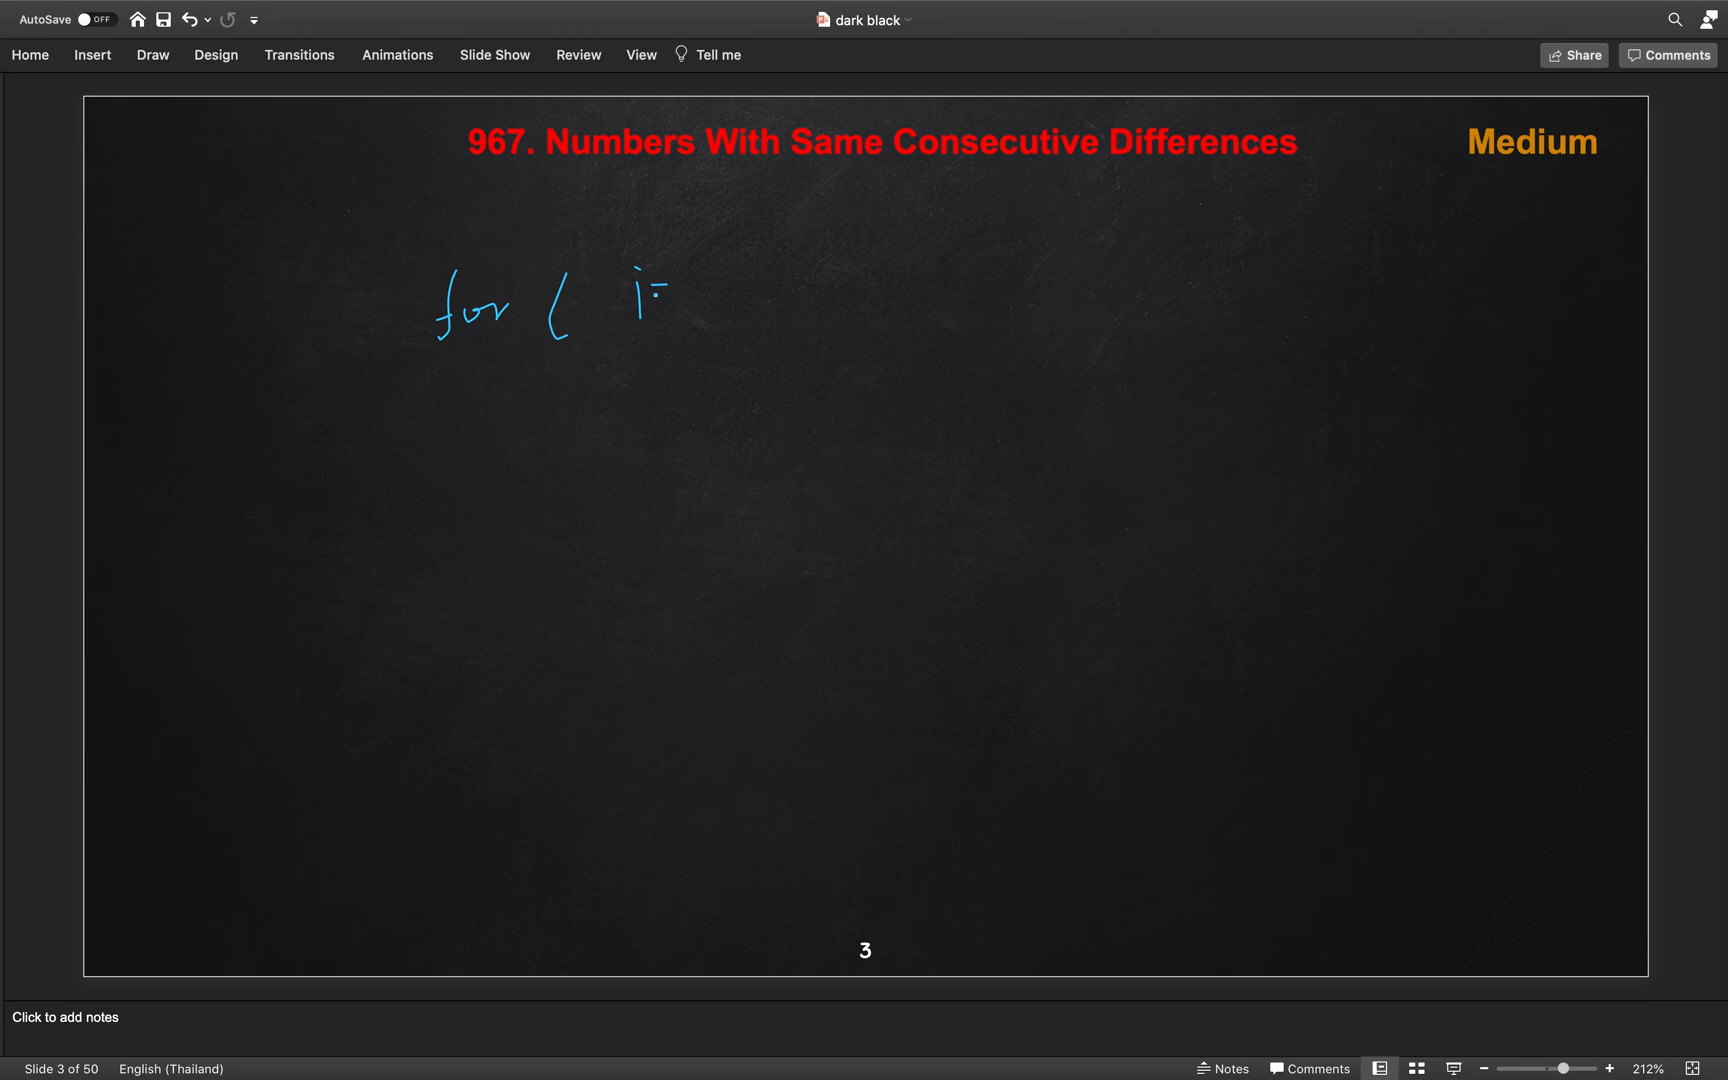 AutoSave OFF dark black
Home Insert Draw Design Transitions Animations Slide Show Review View Tell me Share Comments
967. Numbers With Same Consecutive Differences Medium
for ( i=
3
Click to add notes
Slide 3 of 50 English (Thailand) Notes Comments 212%